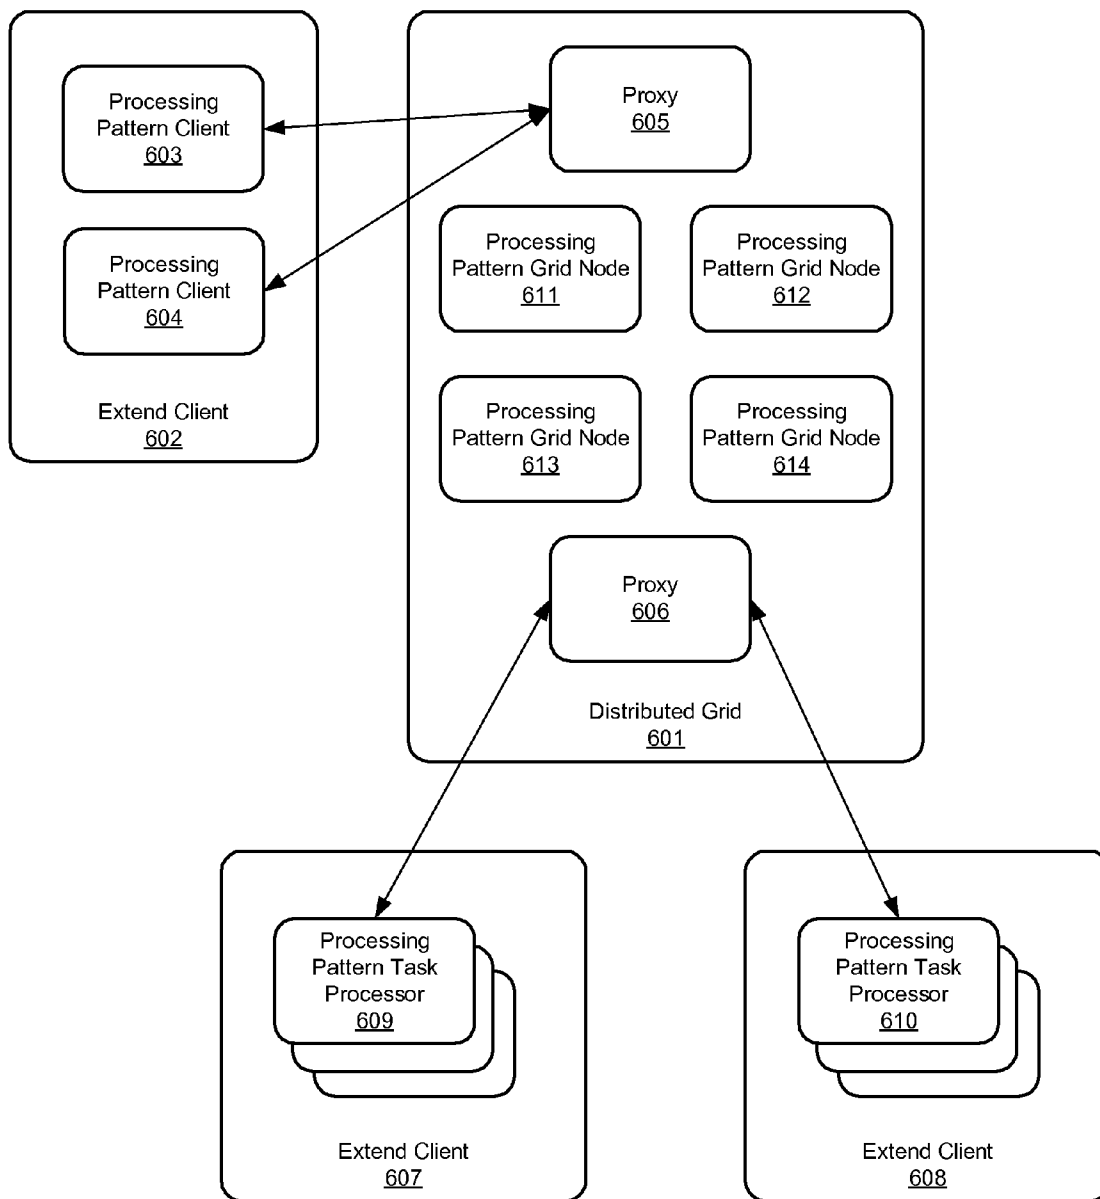 Processing
Pattern Client
603
Processing
Pattern Client
604
Extend Client
602
Proxy
605
Processing
Pattern Grid Node
611
Processing
Pattern Grid Node
612
Processing
Pattern Grid Node
613
Processing
Pattern Grid Node
614
Proxy
606
Distributed Grid
601
Processing
Pattern Task
Processor
609
Extend Client
607
Processing
Pattern Task
Processor
610
Extend Client
608